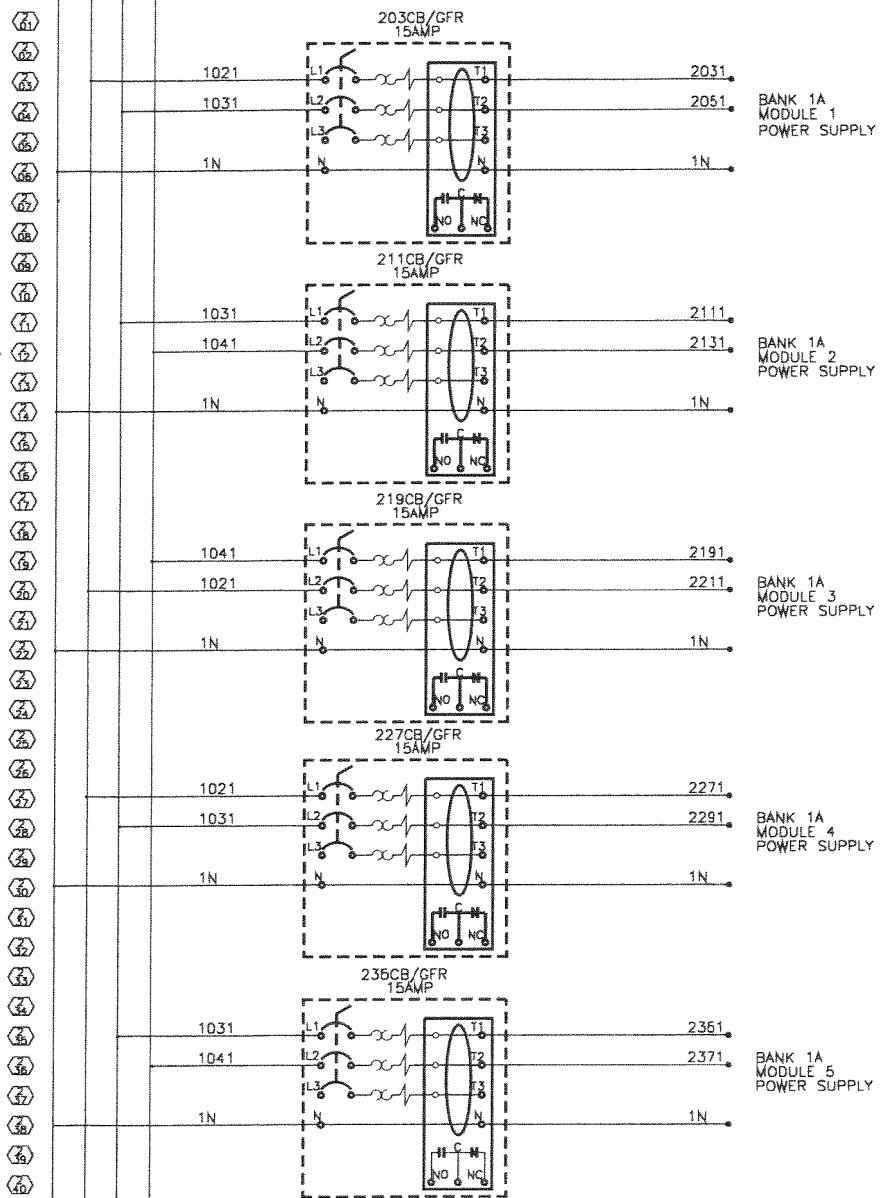 2 01
203CB/GFR
15AMP
2 02
2 03
1021 L1 T1 2031
2 04
1031 L2 T2 2051
BANK 1A
MODULE 1
POWER SUPPLY
2 05
L3 T3
2 06
1N N N 1N
2 07
C
2 08
NO NC
2 09
211CB/GFR
15AMP
2 10
2 11
1031 L1 T1 2111
2 12
1041 L2 T2 2131
BANK 1A
MODULE 2
POWER SUPPLY
2 13
L3 T3
2 14
1N N N 1N
2 15
C
2 16
NO NC
2 17
219CB/GFR
15AMP
2 18
2 19
1041 L1 T1 2191
2 20
1021 L2 T2 2211
BANK 1A
MODULE 3
POWER SUPPLY
2 21
L3 T3
2 22
1N N N 1N
2 23
C
2 24
NO NC
2 25
227CB/GFR
15AMP
2 26
2 27
1021 L1 T1 2271
2 28
1031 L2 T2 2291
BANK 1A
MODULE 4
POWER SUPPLY
2 29
L3 T3
2 30
1N N N 1N
2 31
C
2 32
NO NC
2 33
235CB/GFR
15AMP
2 34
2 35
1031 L1 T1 2351
2 36
1041 L2 T2 2371
BANK 1A
MODULE 5
POWER SUPPLY
2 37
L3 T3
2 38
1N N N 1N
2 39
C
2 40
NO NC